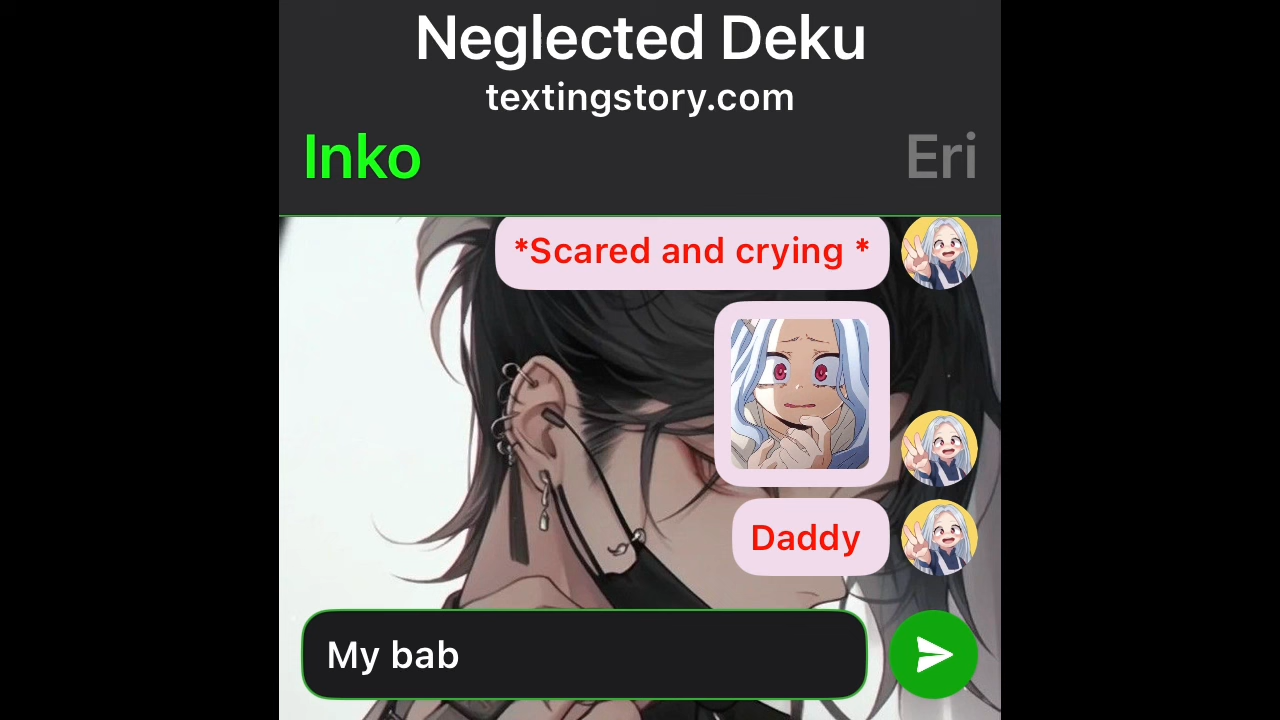 Neglected Deku
textingstory.com
Inko
Eri
*Scared and crying *
Daddy
My bab